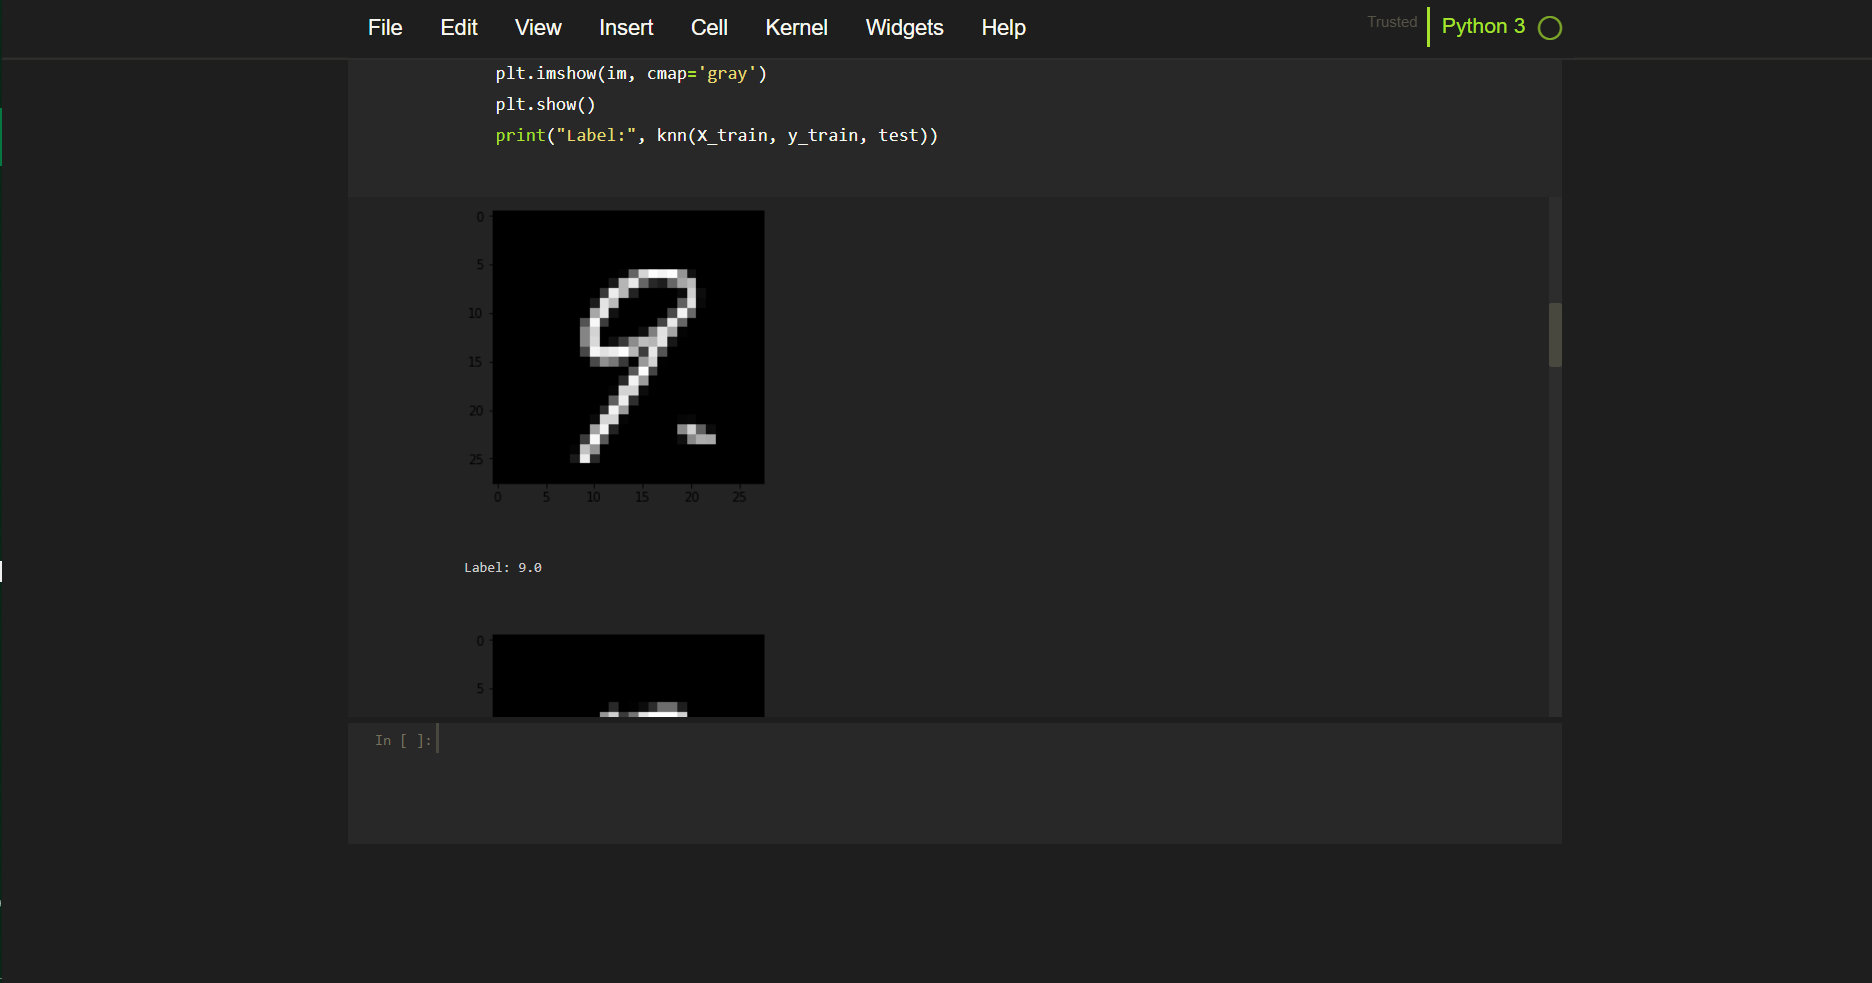 File Edit View Insert Cell Kernel Widgets Help Trusted Python 3
plt.imshow(im, cmap='gray')
plt.show()
print("Label:", knn(X_train, y_train, test))
0
5
10
15
20
25
0 5 10 15 20 25
9
Label: 9.0
0
5
In [ ]: